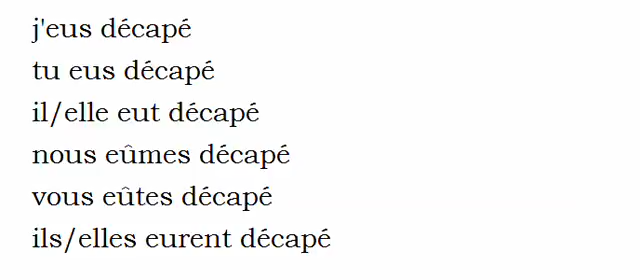 j'eus décapé
tu eus décapé
il/elle eut décapé
nous eûmes décapé
vous eûtes décapé
ils/elles eurent décapé